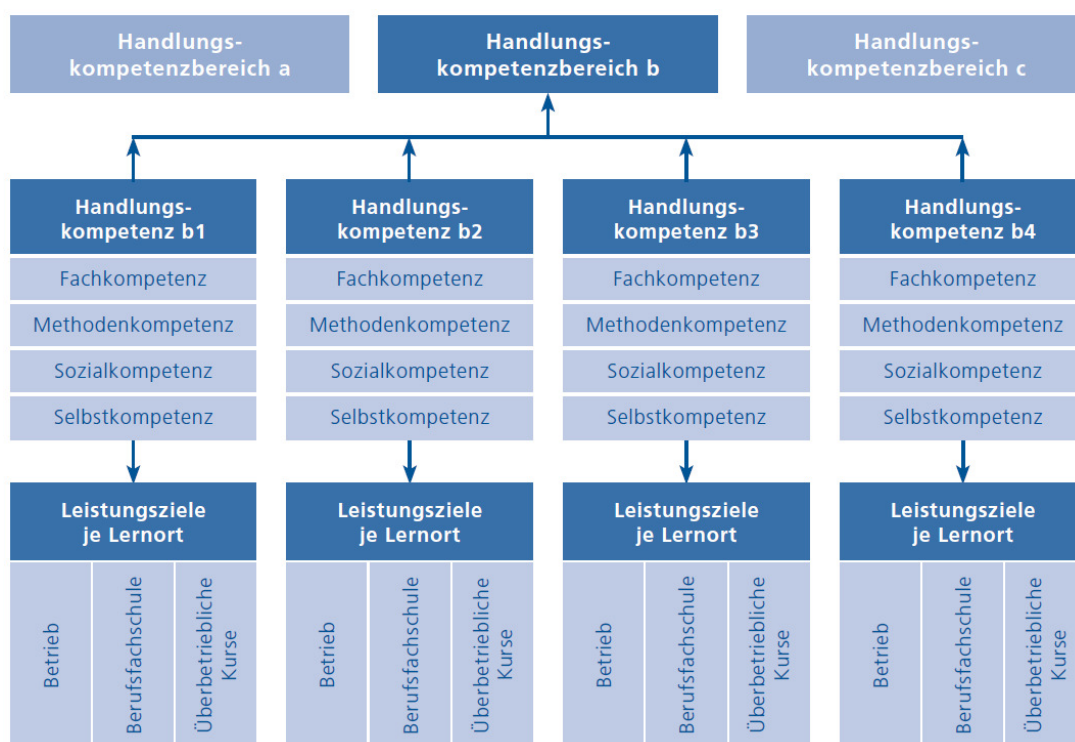 Handlungs-
kompetenzbereich a
Handlungs-
kompetenzbereich b
Handlungs-
kompetenzbereich c
Handlungs-
kompetenz b1
Fachkompetenz
Methodenkompetenz
Sozialkompetenz
Selbstkompetenz
Leistungsziele
je Lernort
Betrieb
Berufsfachschule
Überbetriebliche
Kurse
Handlungs-
kompetenz b2
Fachkompetenz
Methodenkompetenz
Sozialkompetenz
Selbstkompetenz
Leistungsziele
je Lernort
Betrieb
Berufsfachschule
Überbetriebliche
Kurse
Handlungs-
kompetenz b3
Fachkompetenz
Methodenkompetenz
Sozialkompetenz
Selbstkompetenz
Leistungsziele
je Lernort
Betrieb
Berufsfachschule
Überbetriebliche
Kurse
Handlungs-
kompetenz b4
Fachkompetenz
Methodenkompetenz
Sozialkompetenz
Selbstkompetenz
Leistungsziele
je Lernort
Betrieb
Berufsfachschule
Überbetriebliche
Kurse